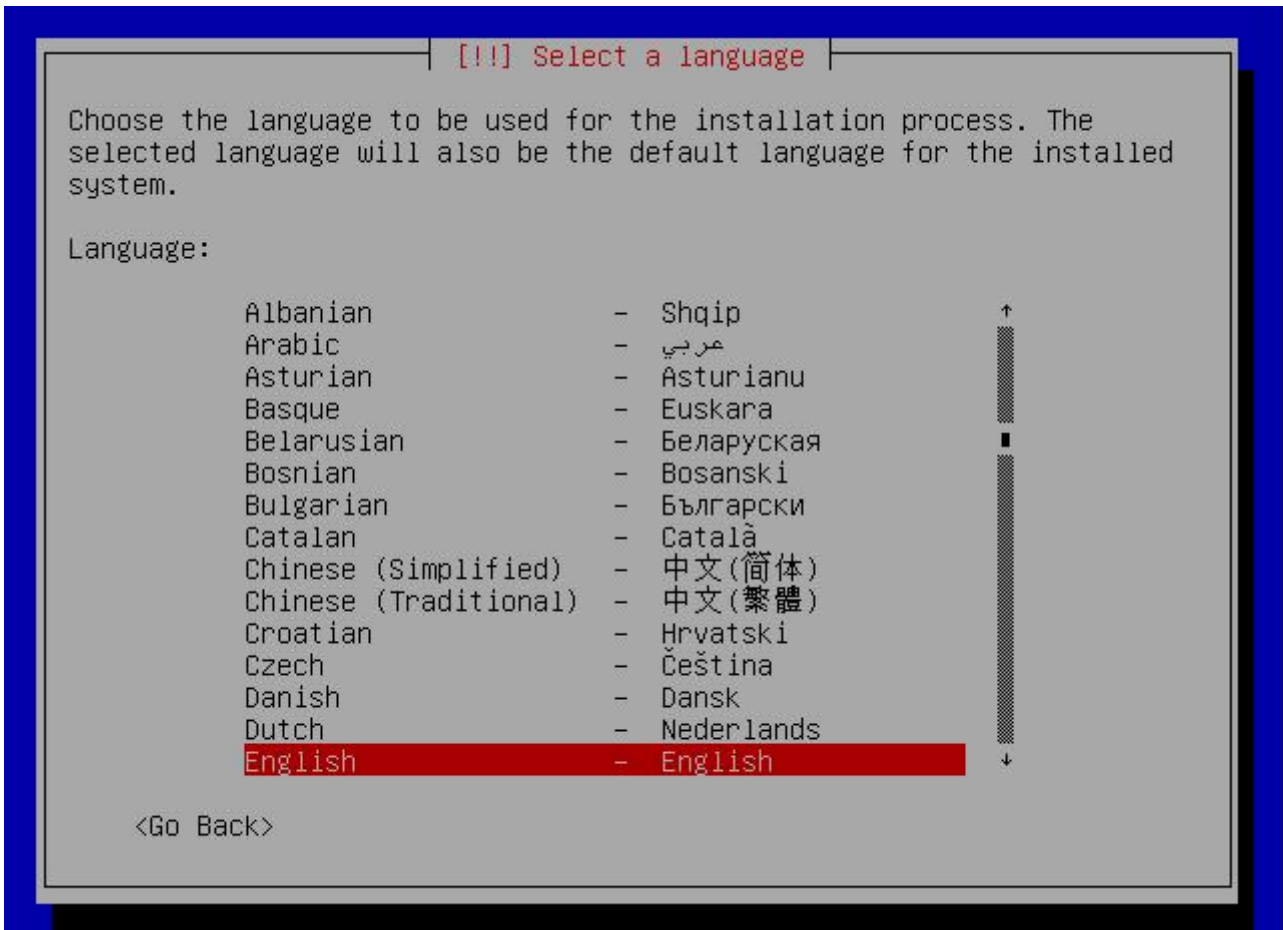 [!!] Select a language
Choose the language to be used for the installation process. The
selected language will also be the default language for the installed
system.
Language:
Albanian - Shqip
Arabic - عربي
Asturian - Asturianu
Basque - Euskara
Belarusian - Беларуская
Bosnian - Bosanski
Bulgarian - Български
Catalan - Català
Chinese (Simplified) - 中文(简体)
Chinese (Traditional) - 中文(繁體)
Croatian - Hrvatski
Czech - Čeština
Danish - Dansk
Dutch - Nederlands
English - English
<Go Back>